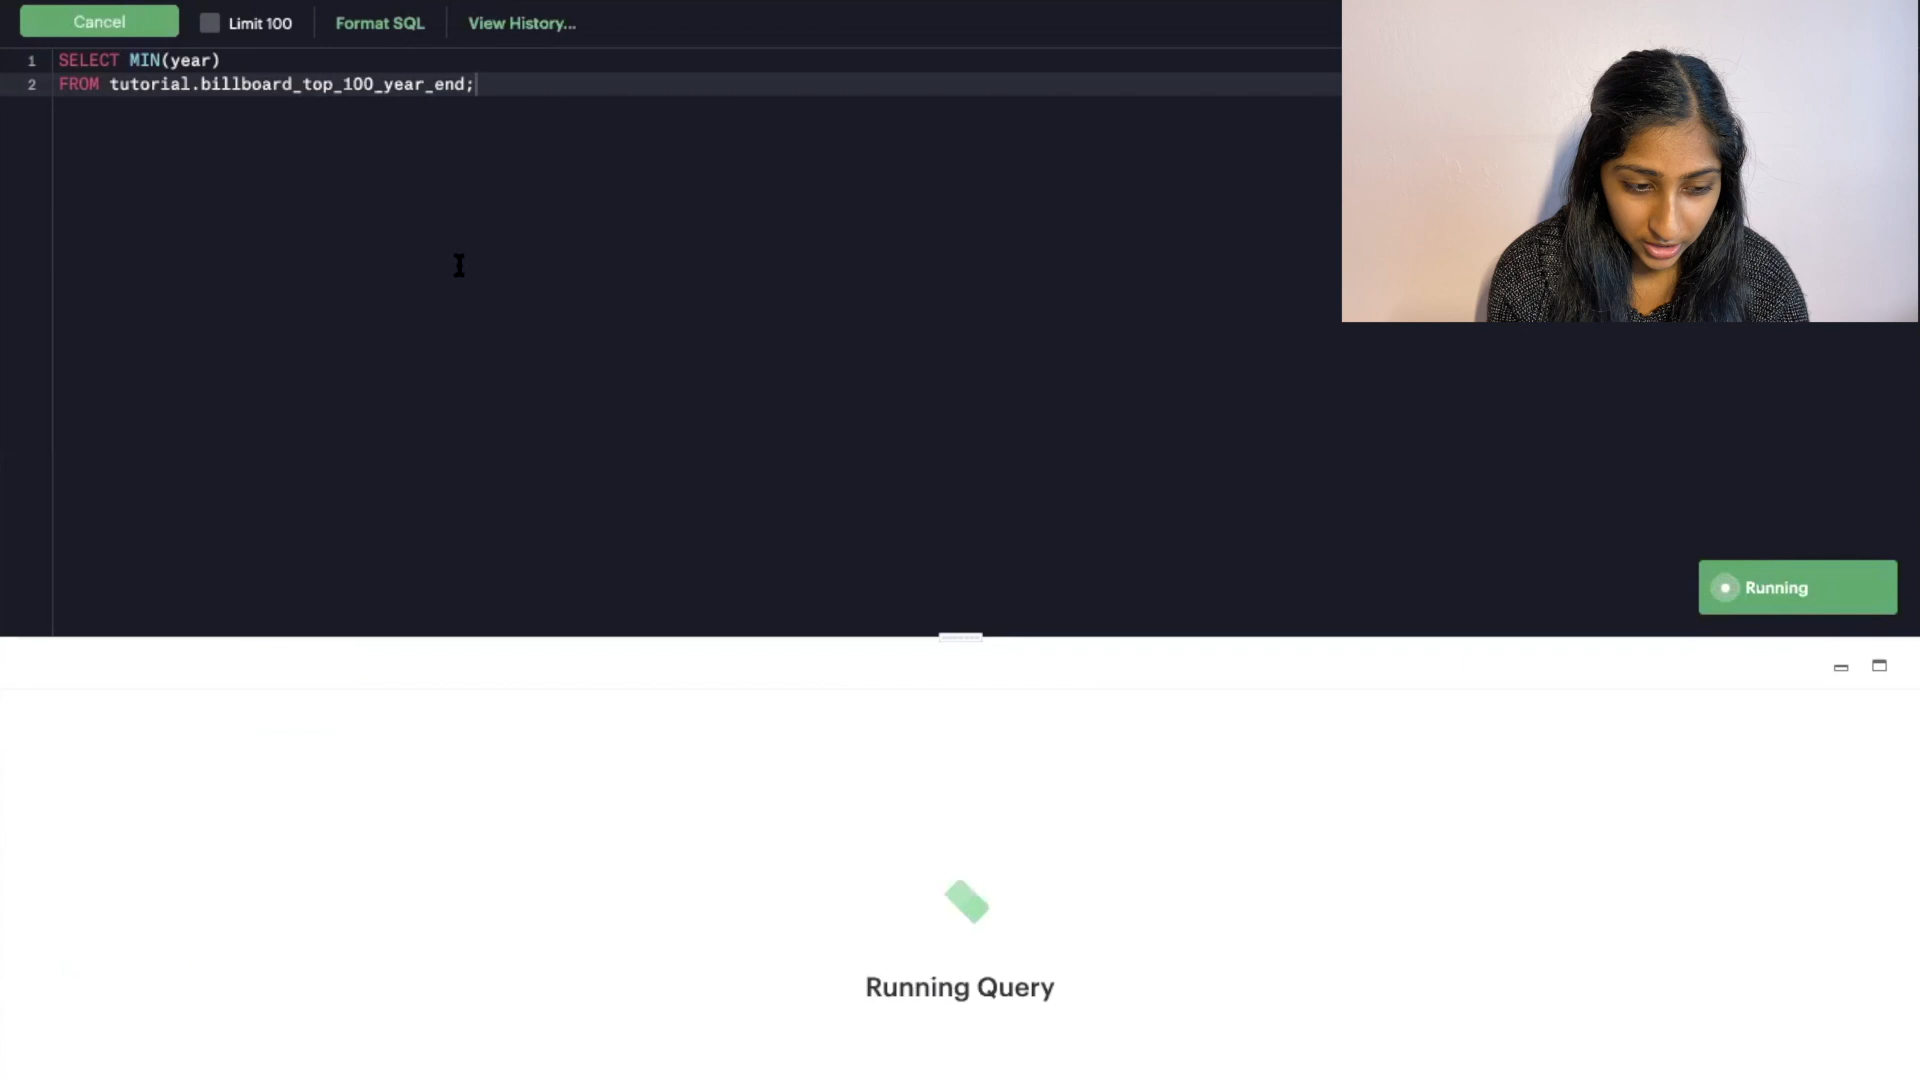 Cancel Limit 100 Format SQL View History...
1 SELECT MIN(year)
2 FROM tutorial.billboard_top_100_year_end;
Running
Running Query